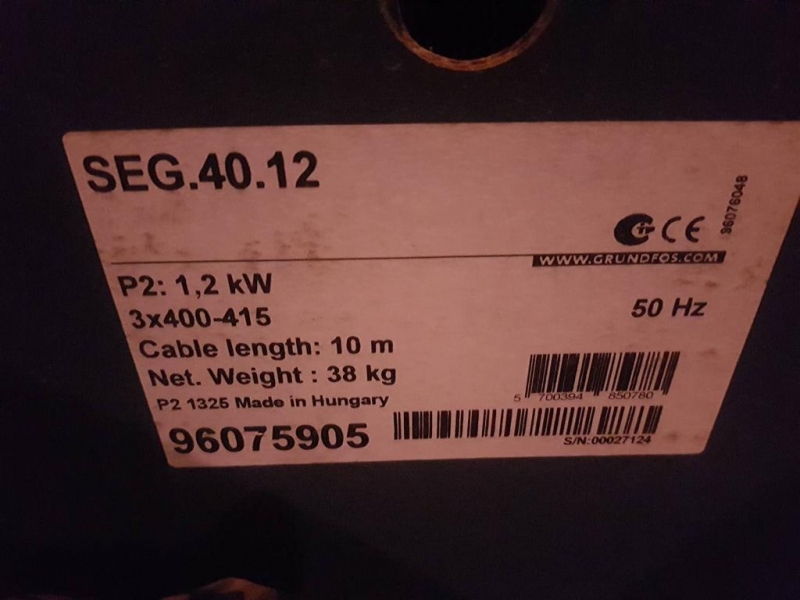 SEG.40.12
96076048
CE
WWW.GRUNDFOS.COM
P2: 1,2 kW
50 Hz
3x400-415
Cable length: 10 m
Net. Weight : 38 kg
5 700394 850780
P2 1325 Made in Hungary
96075905
S/N:00027124